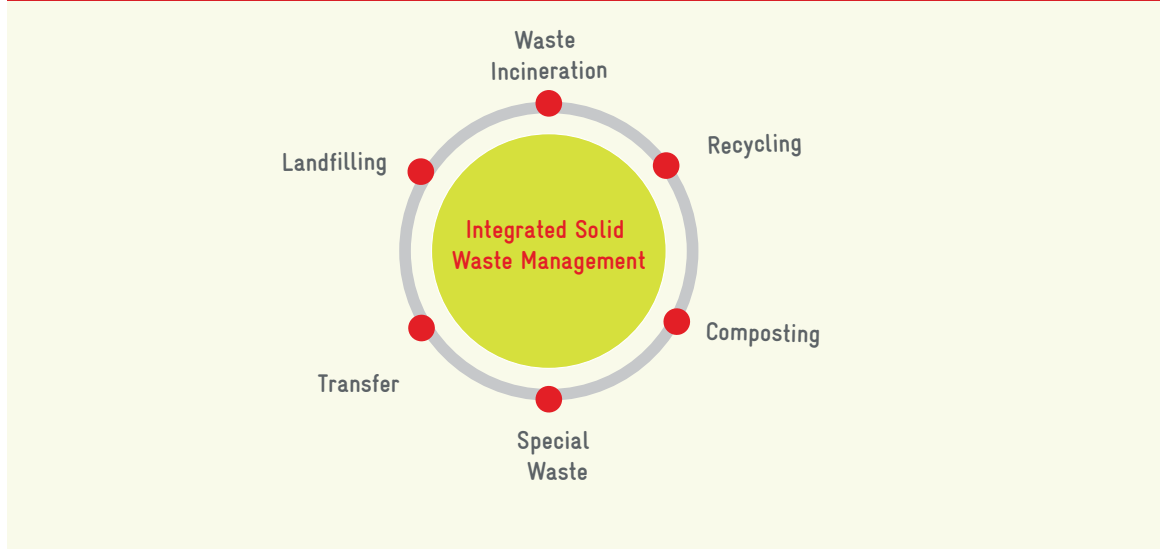 Waste
Incineration
Recycling
Landfilling
Integrated Solid
Waste Management
Composting
Transfer
Special
Waste